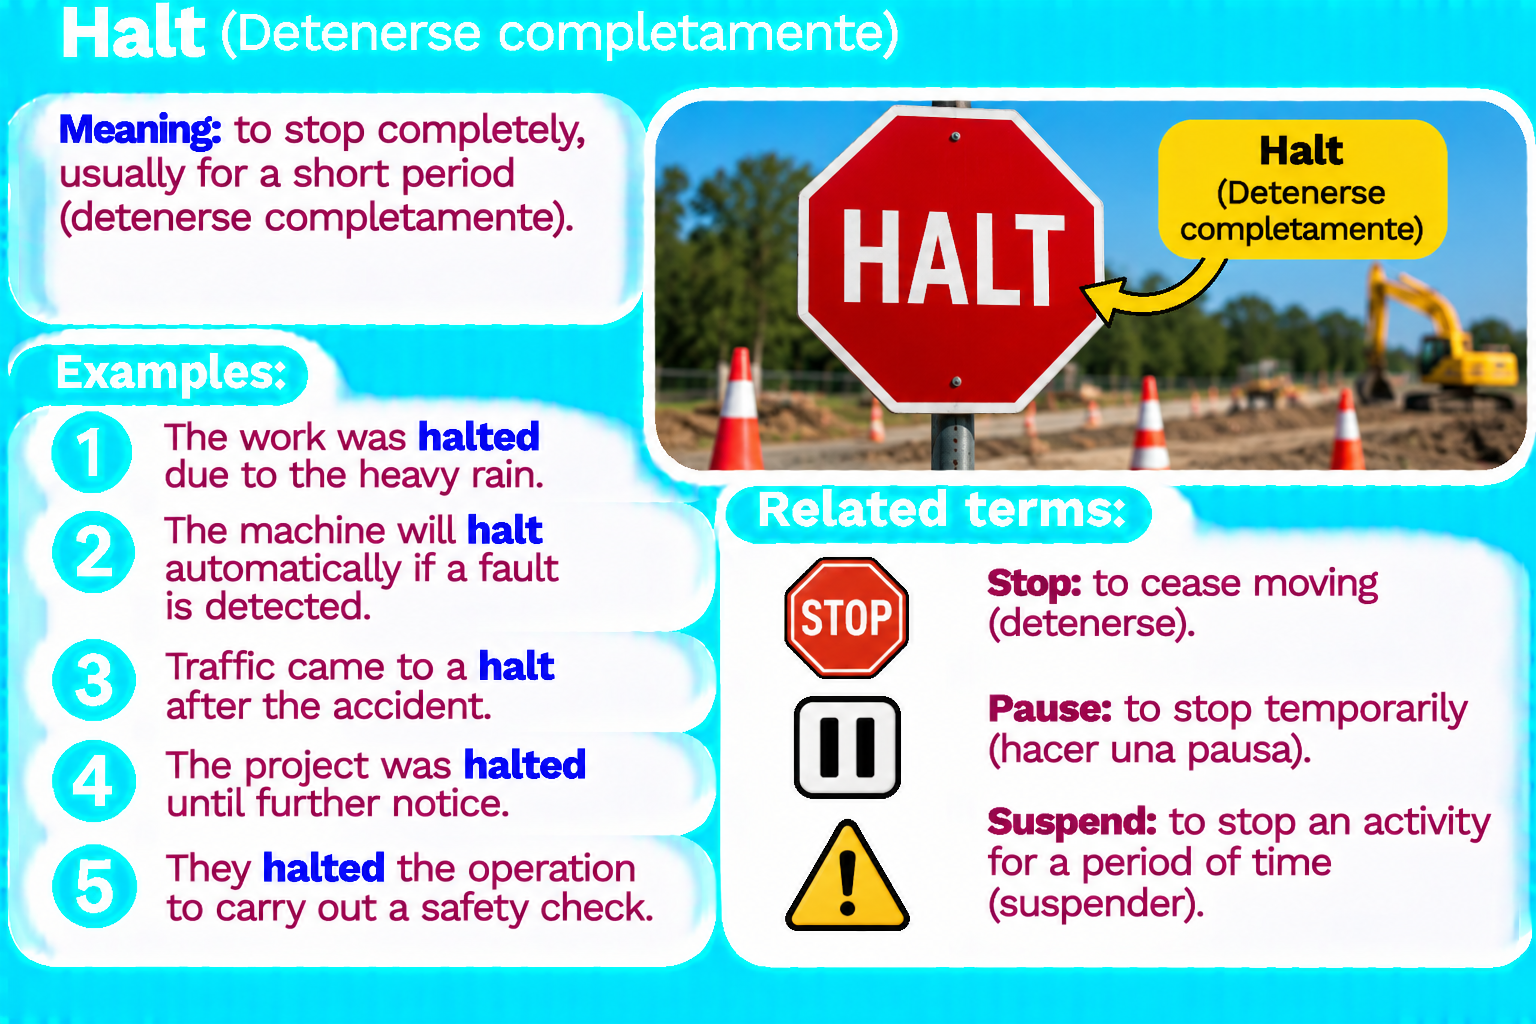 Halt (Detenerse completamente)
Meaning: to stop completely,
usually for a short period
(detenerse completamente).
HALT
Halt
(Detenerse
completamente)
Examples:
1 The work was halted
due to the heavy rain.
2 The machine will halt
automatically if a fault
is detected.
3 Traffic came to a halt
after the accident.
4 The project was halted
until further notice.
5 They halted the operation
to carry out a safety check.
Related terms:
STOP
Stop: to cease moving
(detenerse).
Pause: to stop temporarily
(hacer una pausa).
!
Suspend: to stop an activity
for a period of time
(suspender).